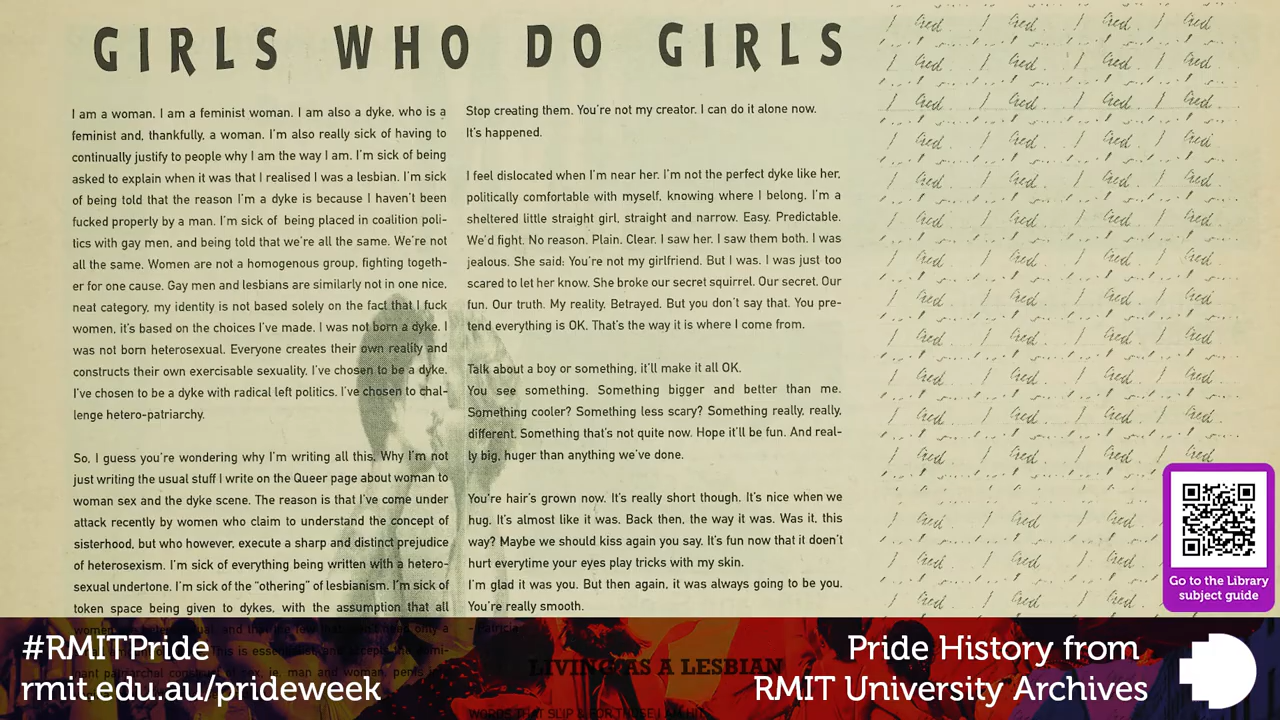 GIRLS WHO DO GIRLS
I am a woman. I am a feminist woman. I am also a dyke, who is a
feminist and, thankfully, a woman. I'm also really sick of having to
continually justify to people why I am the way I am. I'm sick of being
asked to explain when it was that I realised I was a lesbian. I'm sick
of being told that the reason I'm a dyke is because I haven't been
fucked properly by a man. I'm sick of being placed in coalition poli-
tics with gay men, and being told that we're all the same. We're not
all the same. Women are not a homogenous group, fighting togeth-
er for one cause. Gay men and lesbians are similarly not in one nice,
neat category, my identity is not based solely on the fact that I fuck
women, it's based on the choices I've made. I was not born a dyke. I
was not born heterosexual. Everyone creates their own reality and
constructs their own exercisable sexuality. I've chosen to be a dyke.
I've chosen to be a dyke with radical left politics. I've chosen to chal-
lenge hetero-patriarchy.
So, I guess you're wondering why I'm writing all this. Why I'm not
just writing the usual stuff I write on the Queer page about woman to
woman sex and the dyke scene. The reason is that I've come under
attack recently by women who claim to understand the concept of
sisterhood, but who however, execute a sharp and distinct prejudice
of heterosexism. I'm sick of everything being written with a hetero-
sexual undertone. I'm sick of the "othering" of lesbianism. I'm sick of
token space being given to dykes, with the assumption that all
Stop creating them. You're not my creator. I can do it alone now.
It's happened.
I feel dislocated when I'm near her. I'm not the perfect dyke like her,
politically comfortable with myself, knowing where I belong. I'm a
sheltered little straight girl, straight and narrow. Easy. Predictable.
We'd fight. No reason. Plain. Clear. I saw her. I saw them both. I was
jealous. She said: You're not my girlfriend. But I was. I was just too
scared to let her know. She broke our secret squirrel. Our secret. Our
fun. Our truth. My reality. Betrayed. But you don't say that. You pre-
tend everything is OK. That's the way it is where I come from.
Talk about a boy or something, it'll make it all OK.
You see something. Something bigger and better than me.
Something cooler? Something less scary? Something really, really,
different. Something that's not quite now. Hope it'll be fun. And real-
ly big, huger than anything we've done.
You're hair's grown now. It's really short though. It's nice when we
hug. It's almost like it was. Back then, the way it was. Was it, this
way? Maybe we should kiss again you say. It's fun now that it doen't
hurt everytime your eyes play tricks with my skin.
I'm glad it was you. But then again, it was always going to be you.
You're really smooth.
LIVING AS A LESBIAN
Go to the Library
subject guide
#RMITPride
rmit.edu.au/prideweek
Pride History from
RMIT University Archives